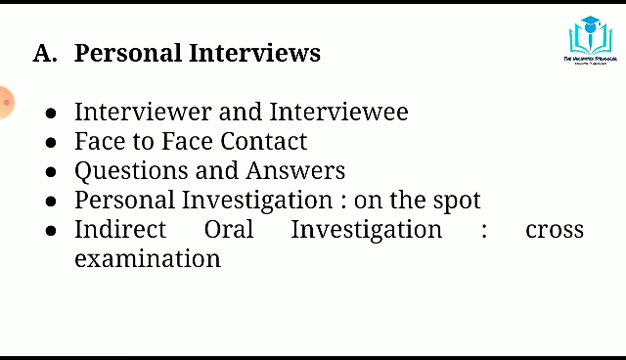 A. Personal Interviews
● Interviewer and Interviewee
● Face to Face Contact
● Questions and Answers
● Personal Investigation : on the spot
● Indirect Oral Investigation : cross
examination